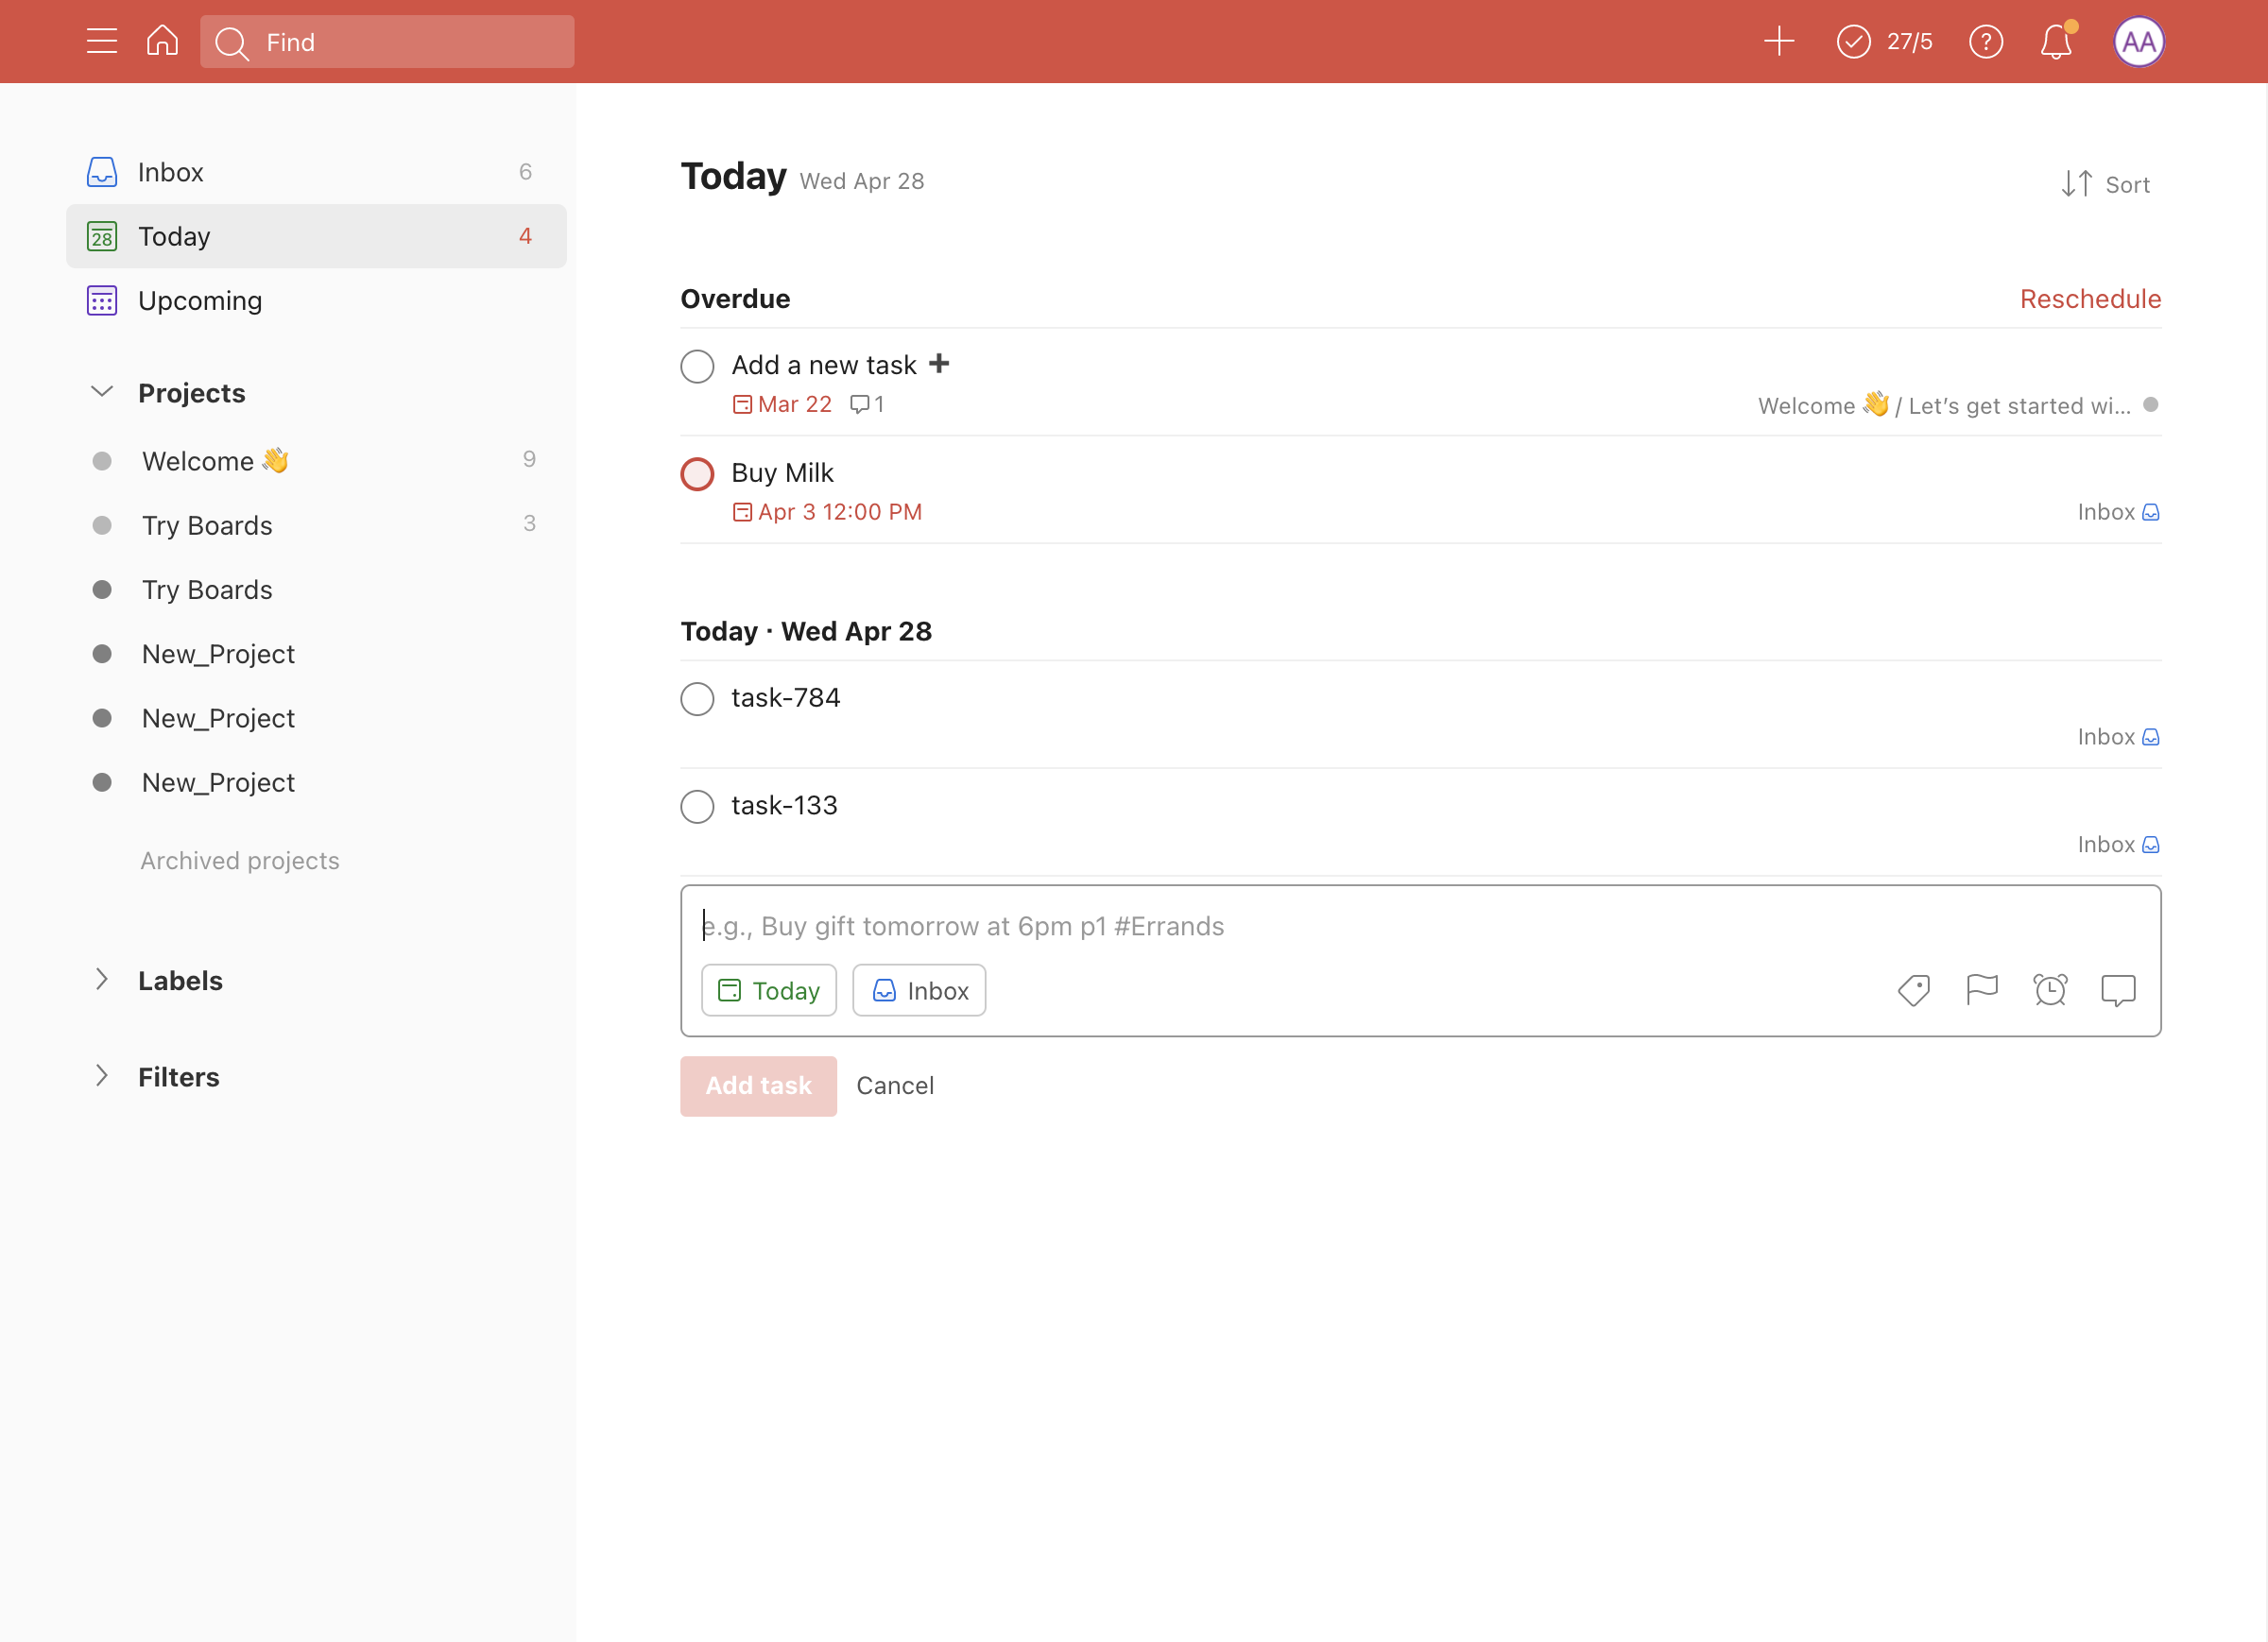 Find
27/5
?
AA
Inbox 6
28 Today 4
Upcoming
Projects
Welcome 👋 9
Try Boards 3
Try Boards
New_Project
New_Project
New_Project
Archived projects
Labels
Filters
Today Wed Apr 28
Sort
Overdue Reschedule
Add a new task ➕
Mar 22 1 Welcome 👋 / Let’s get started wi...
Buy Milk
Apr 3 12:00 PM Inbox
Today · Wed Apr 28
task-784
Inbox
task-133
Inbox
e.g., Buy gift tomorrow at 6pm p1 #Errands
Today Inbox
Add task Cancel